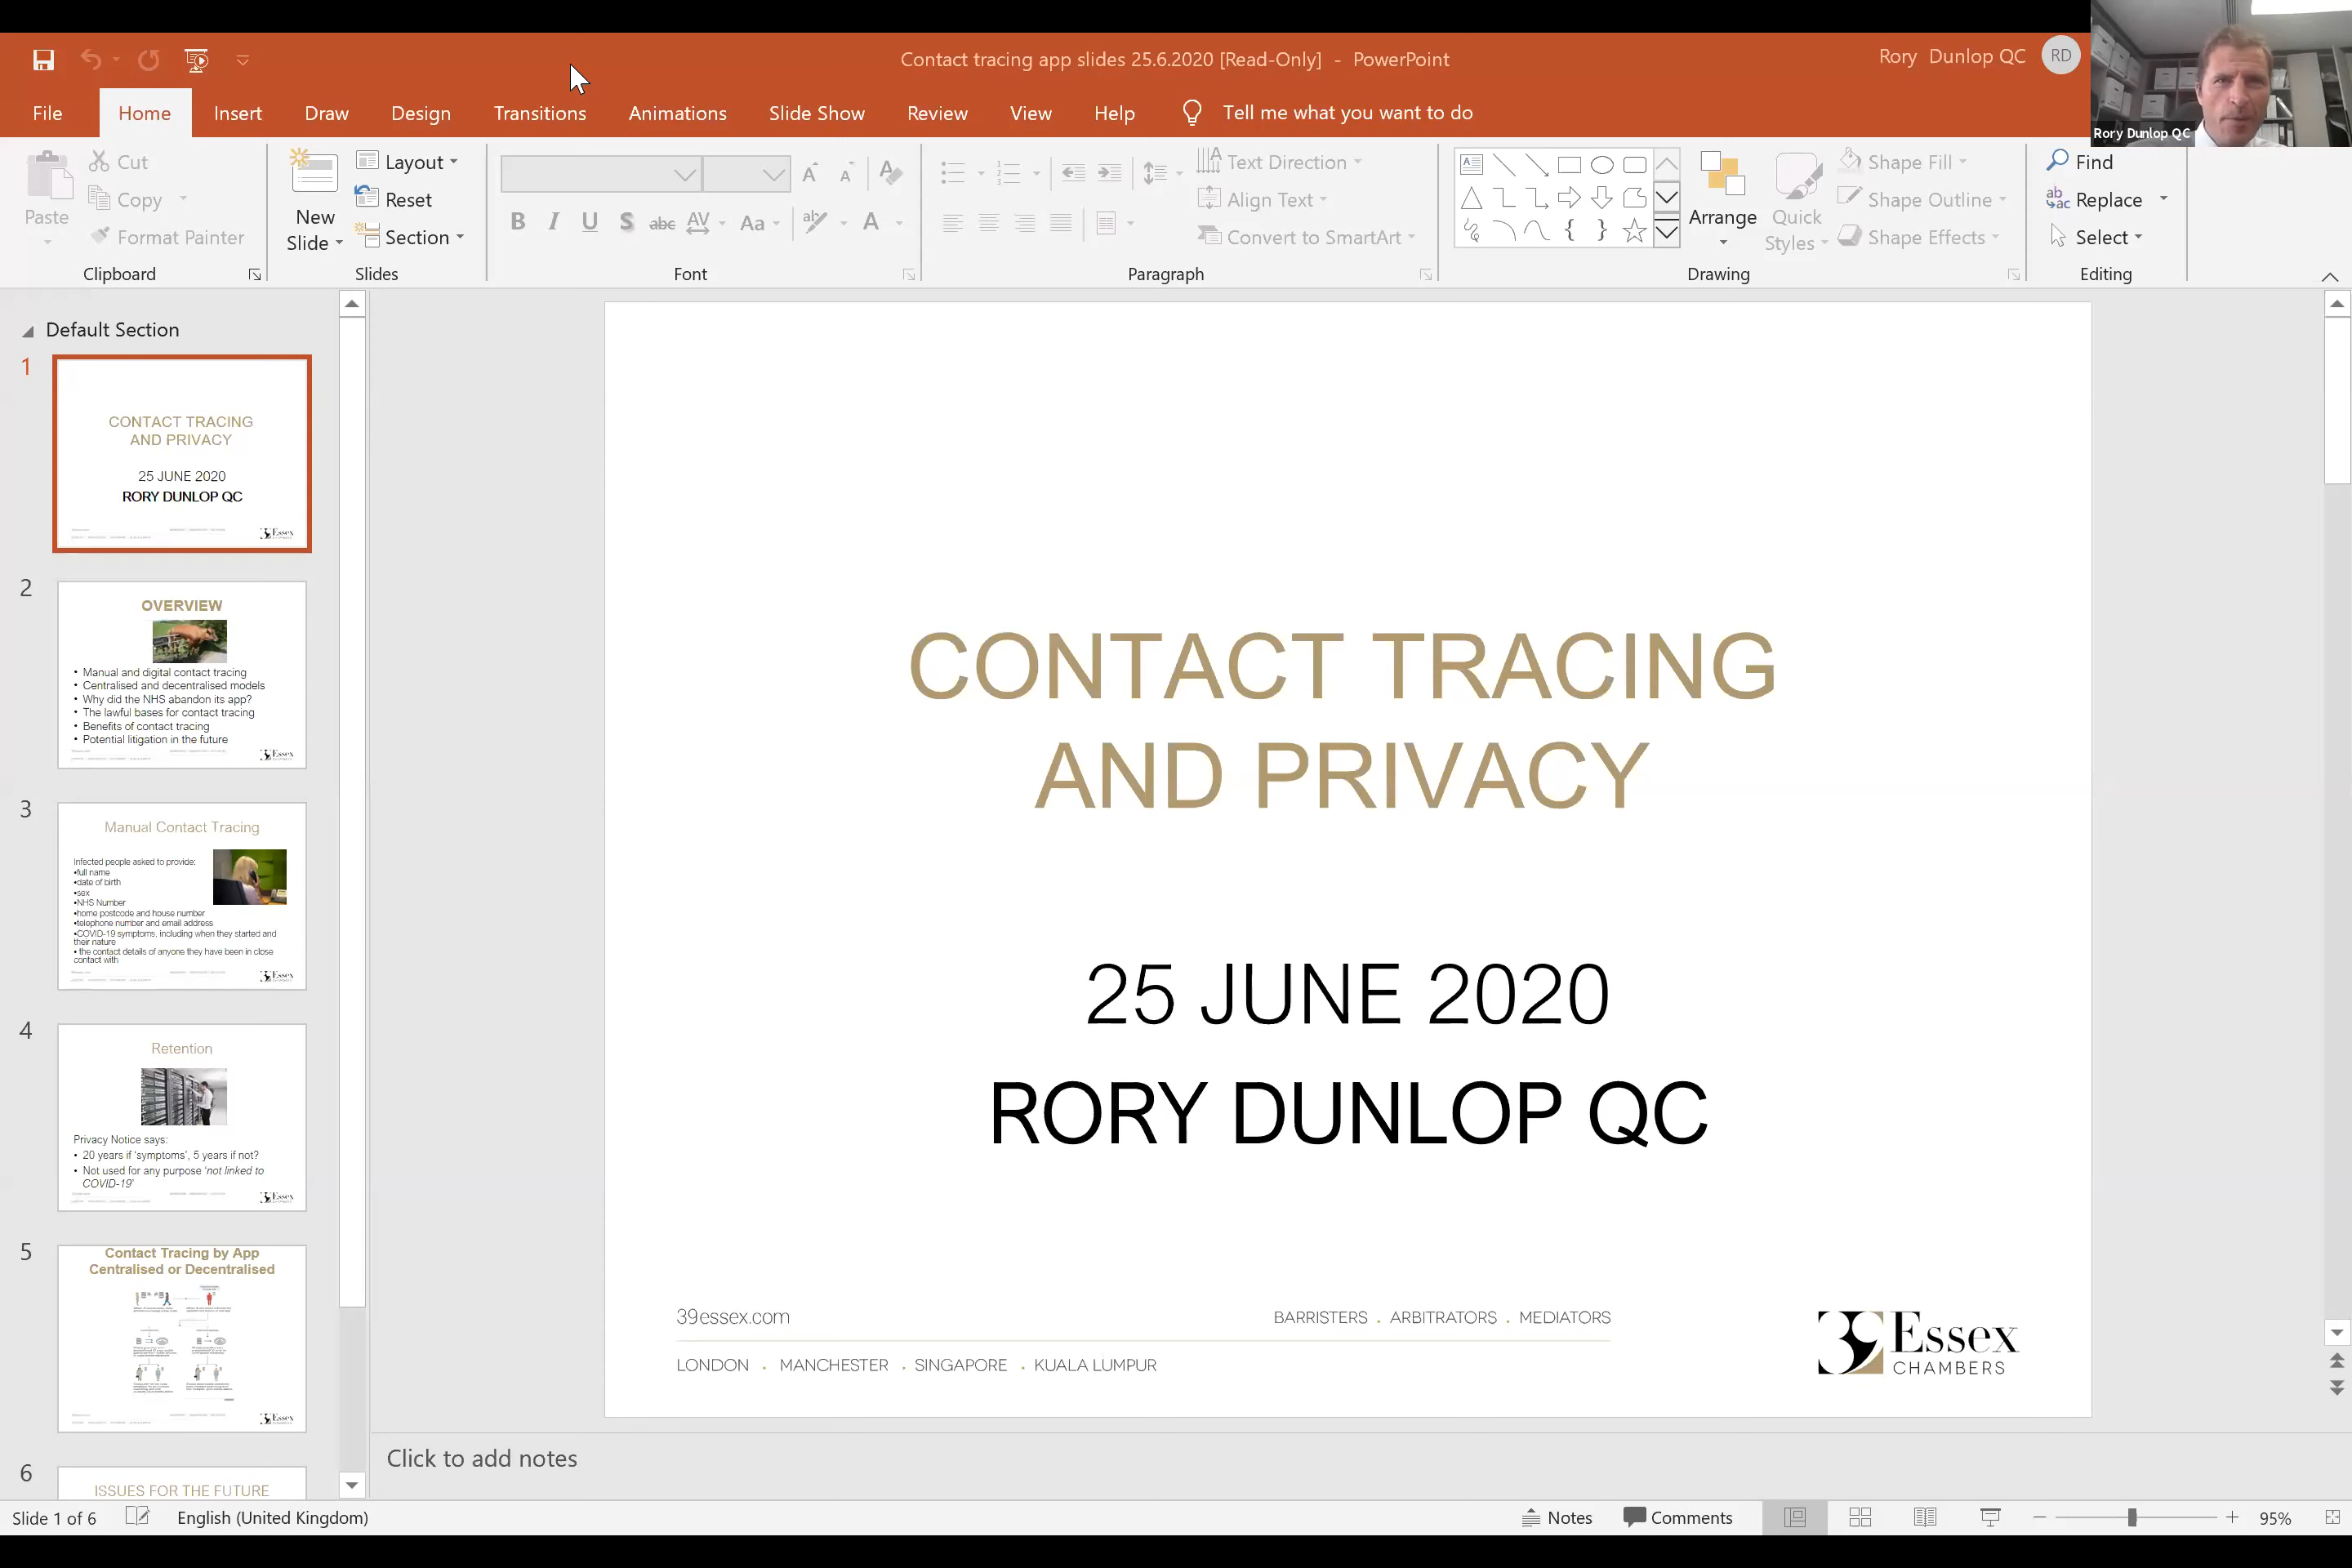 Contact tracing app slides 25.6.2020 [Read-Only] - PowerPoint
Rory Dunlop QC
RD
Rory Dunlop QC
File
Home
Insert
Draw
Design
Transitions
Animations
Slide Show
Review
View
Help
Tell me what you want to do
Paste
Cut
Copy
Format Painter
Clipboard
New
Slide
Layout
Reset
Section
Slides
B I U S abc AV Aa A
Font
Paragraph
Text Direction
Align Text
Convert to SmartArt
Arrange
Quick
Styles
Shape Fill
Shape Outline
Shape Effects
Drawing
Find
Replace
Select
Editing
Default Section
1
CONTACT TRACING
AND PRIVACY
25 JUNE 2020
RORY DUNLOP QC
Essex
2
OVERVIEW
• Manual and digital contact tracing
• Centralised and decentralised models
• Why did the NHS abandon its app?
• The lawful bases for contact tracing
• Benefits of contact tracing
• Potential litigation in the future
Essex
3
Manual Contact Tracing
Infected people asked to provide:
•full name
•date of birth
•sex
•NHS Number
•home postcode and house number
•telephone number and email address
•COVID-19 symptoms, including when they started and
their nature
• the contact details of anyone they have been in close
contact with
Essex
4
Retention
Privacy Notice says:
• 20 years if 'symptoms', 5 years if not?
• Not used for any purpose 'not linked to
COVID-19'
Essex
5
Contact Tracing by App
Centralised or Decentralised
Essex
6
ISSUES FOR THE FUTURE
CONTACT TRACING
AND PRIVACY
25 JUNE 2020
RORY DUNLOP QC
39essex.com
BARRISTERS . ARBITRATORS . MEDIATORS
LONDON . MANCHESTER . SINGAPORE . KUALA LUMPUR
39 Essex
CHAMBERS
Click to add notes
Slide 1 of 6
English (United Kingdom)
Notes
Comments
95%